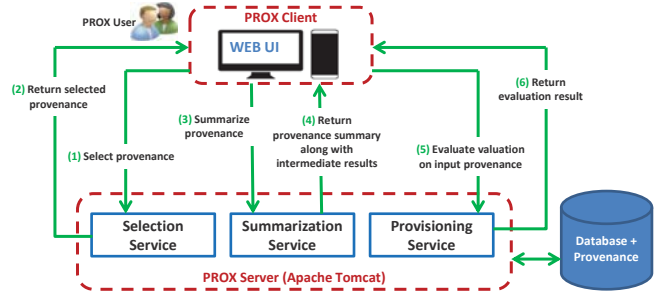 PROX User
PROX Client
WEB UI
(2) Return selected
provenance
(6) Return
evaluation result
(3) Summarize
provenance
(4) Return
provenance summary
along with
intermediate results
(1) Select provenance
(5) Evaluate valuation
on input provenance
Selection
Service
Summarization
Service
Provisioning
Service
Database +
Provenance
PROX Server (Apache Tomcat)